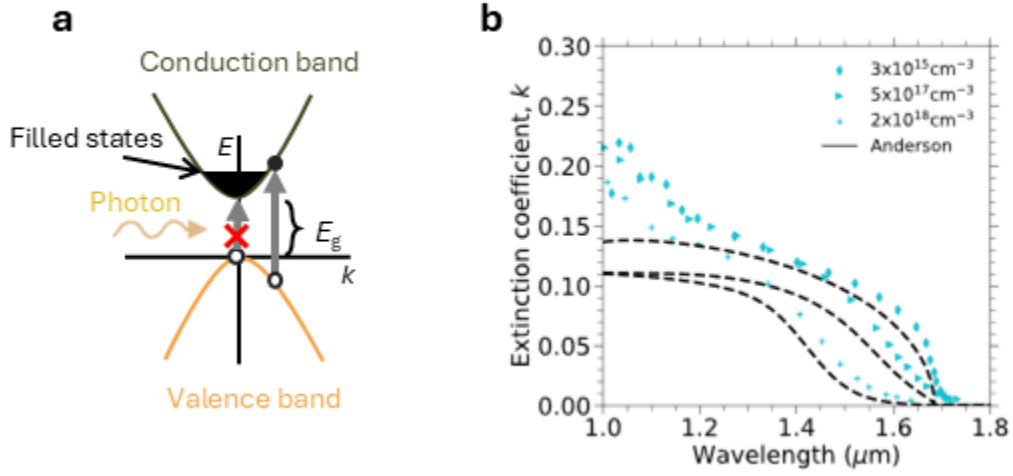 a
Conduction band
Filled states
E
Photon
E_g
k
Valence band
b
0.30
0.25
0.20
0.15
0.10
0.05
0.00
Extinction coefficient, k
3x10¹⁵cm⁻³
5x10¹⁷cm⁻³
2x10¹⁸cm⁻³
Anderson
1.0 1.2 1.4 1.6 1.8
Wavelength (μm)